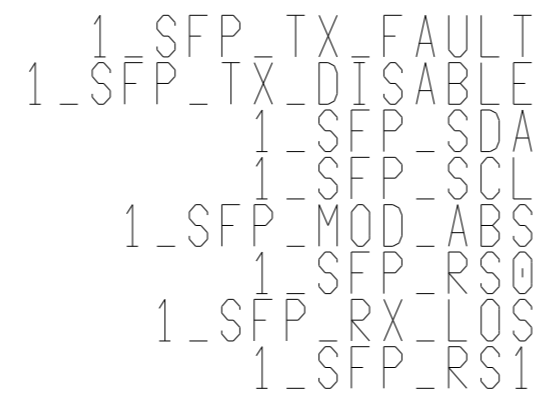 1_SFP_TX_FAULT
1_SFP_TX_DISABLE
1_SFP_SDA
1_SFP_SCL
1_SFP_MOD_ABS
1_SFP_RS0
1_SFP_RX_LOS
1_SFP_RS1